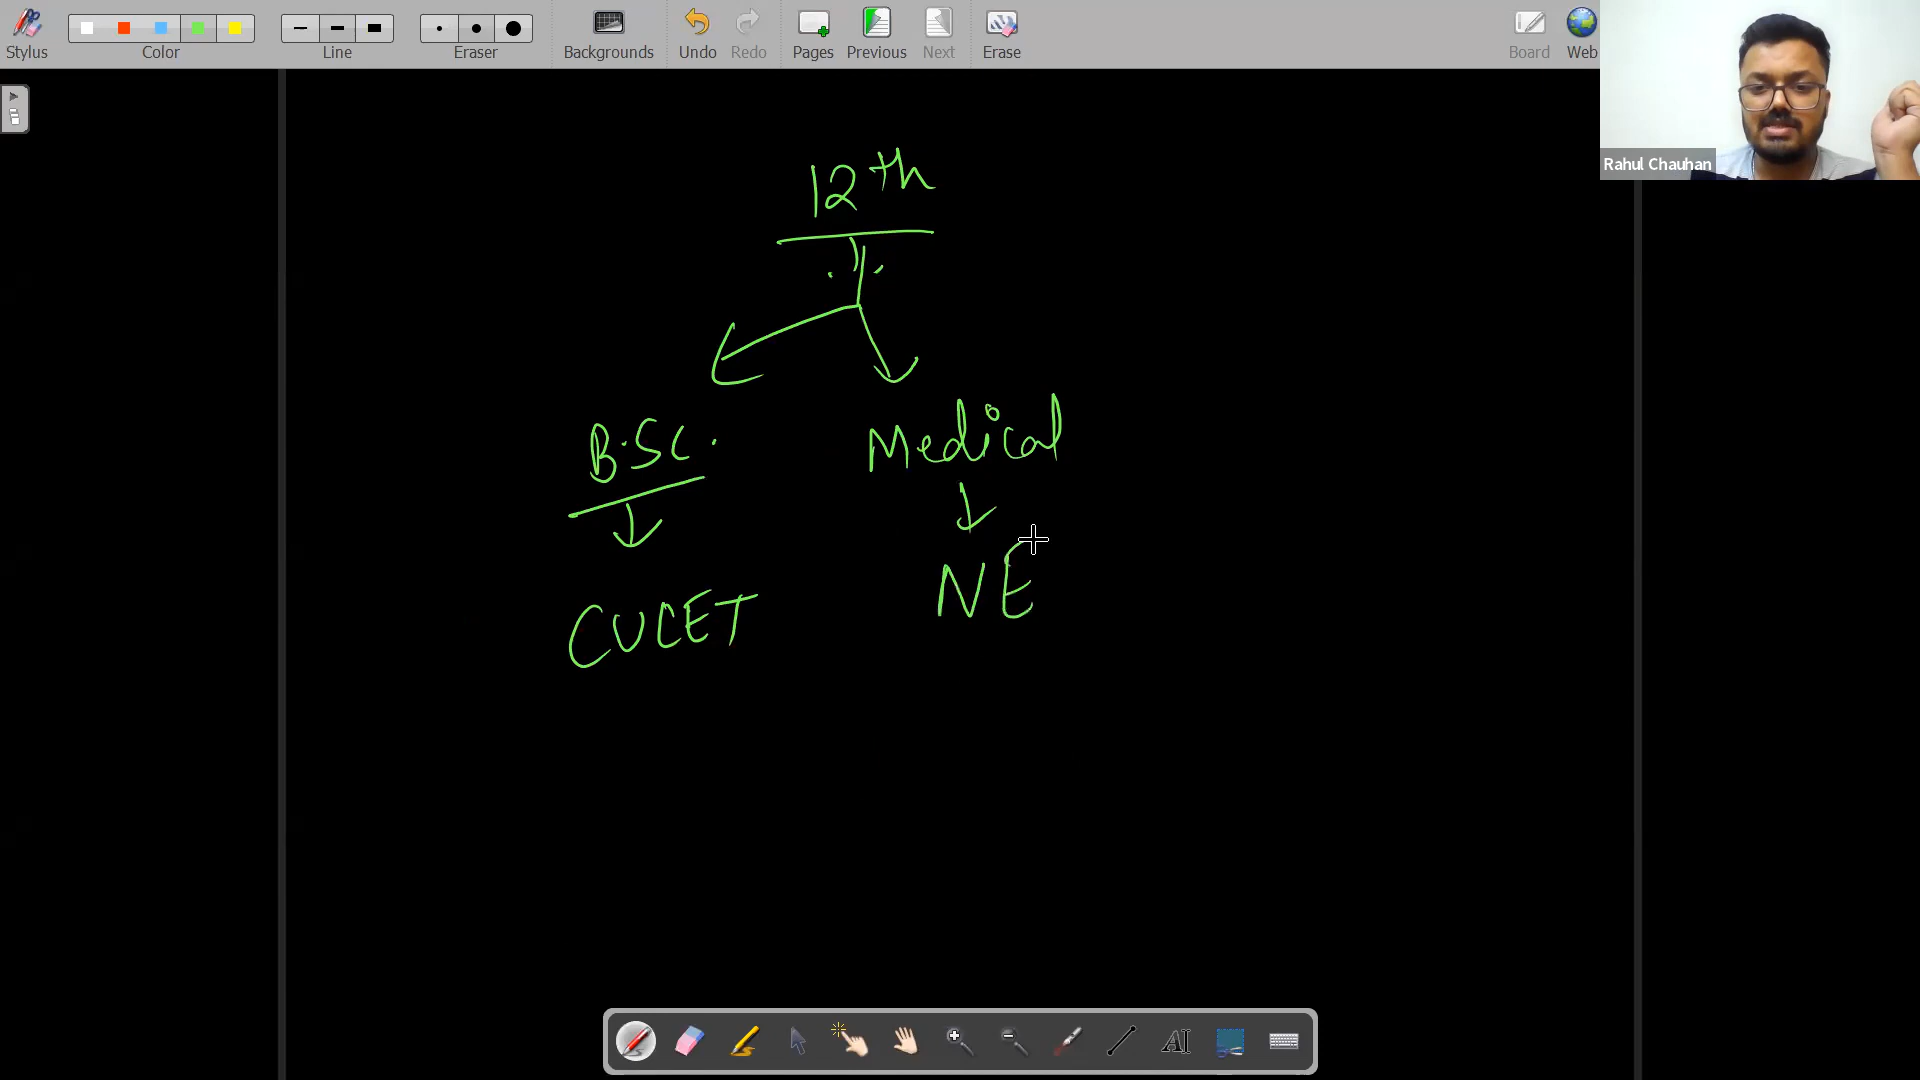 Stylus Color Line Eraser Backgrounds Undo Redo Pages Previous Next Erase Board Web
Rahul Chauhan
12th
B.Sc. Medical
CUCET NE